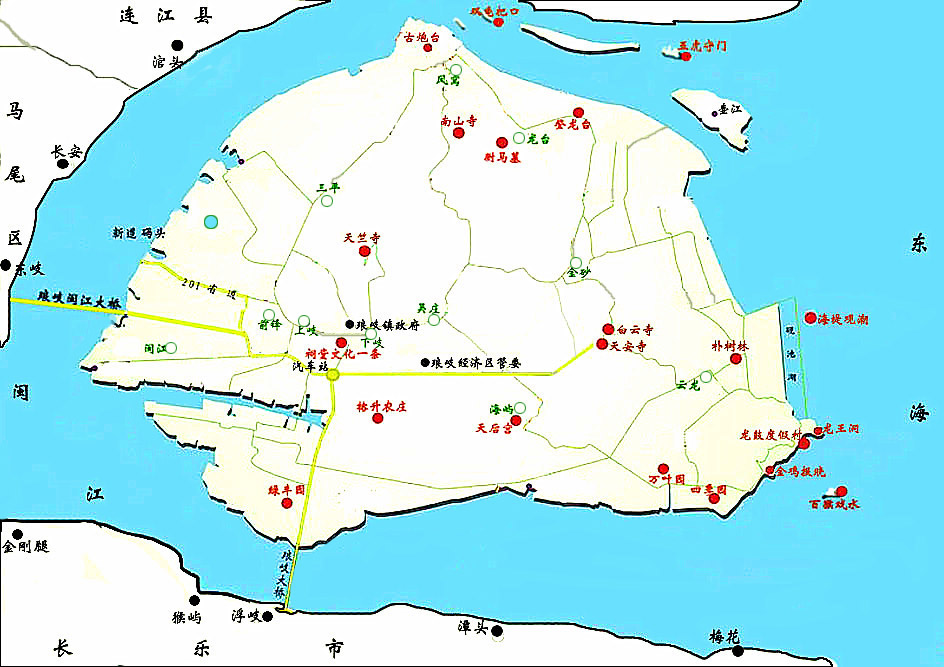 连江县
琯头
马尾区
长安
东岐
双龟把口
五虎守门
壶江
古炮台
凤窝
南山寺
尉马墓
龙台
登龙台
三平
新道码头
天竺寺
201省道
琅岐闽江大桥
前锋
上岐
下岐
琅岐镇政府
吴庄
金砂
闽江
祠堂文化一条
汽车站
琅岐经济区管委
白云寺
天安寺
朴树林
云龙
海堤观潮
观池湖
东海
榕升农庄
海屿
天后宫
龙鼓度假村
龙王洞
金鸡报晓
万叶园
四季园
百猴戏水
绿丰园
琅岐大桥
闽江
金刚腿
猴屿
浮岐
潭头
梅花
长乐市